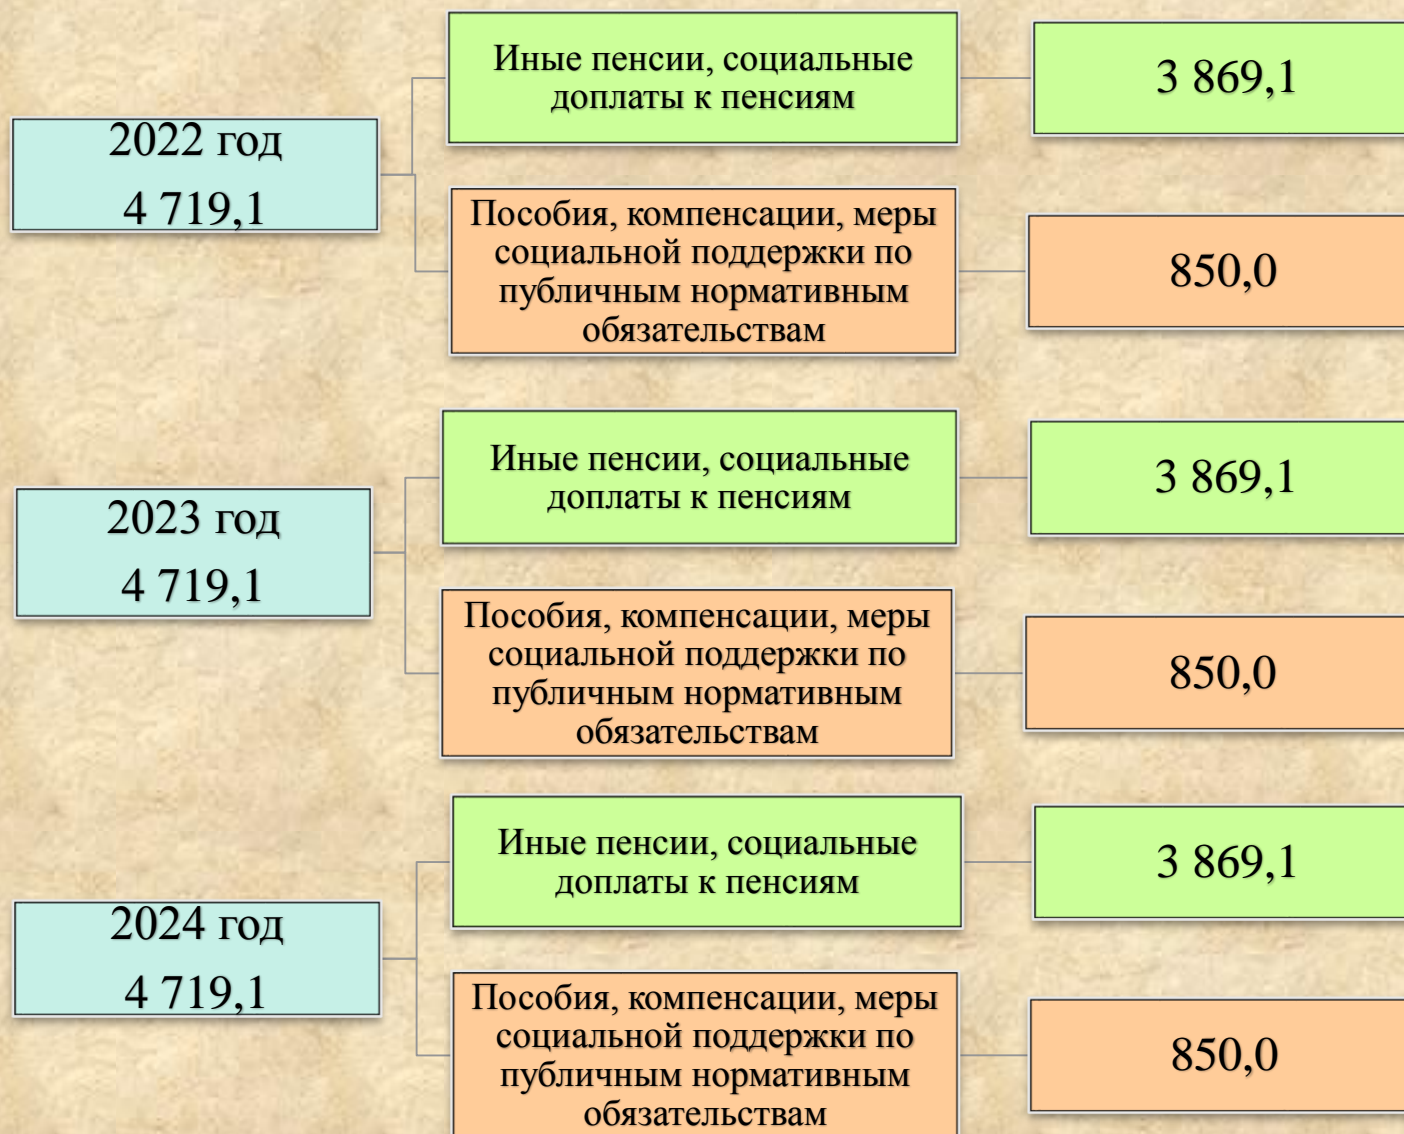 2022 год
4 719,1
Иные пенсии, социальные
доплаты к пенсиям
3 869,1
Пособия, компенсации, меры
социальной поддержки по
публичным нормативным
обязательствам
850,0
2023 год
4 719,1
Иные пенсии, социальные
доплаты к пенсиям
3 869,1
Пособия, компенсации, меры
социальной поддержки по
публичным нормативным
обязательствам
850,0
2024 год
4 719,1
Иные пенсии, социальные
доплаты к пенсиям
3 869,1
Пособия, компенсации, меры
социальной поддержки по
публичным нормативным
обязательствам
850,0